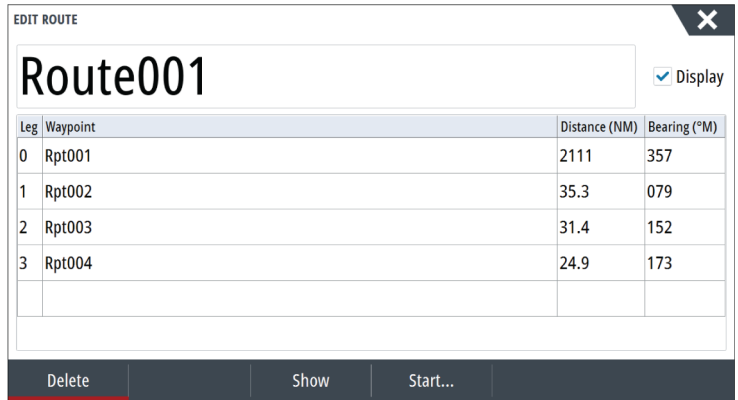 EDIT ROUTE
Route001
Display
Leg Waypoint Distance (NM) Bearing (°M)
0 Rpt001 2111 357
1 Rpt002 35.3 079
2 Rpt003 31.4 152
3 Rpt004 24.9 173
Delete Show Start...